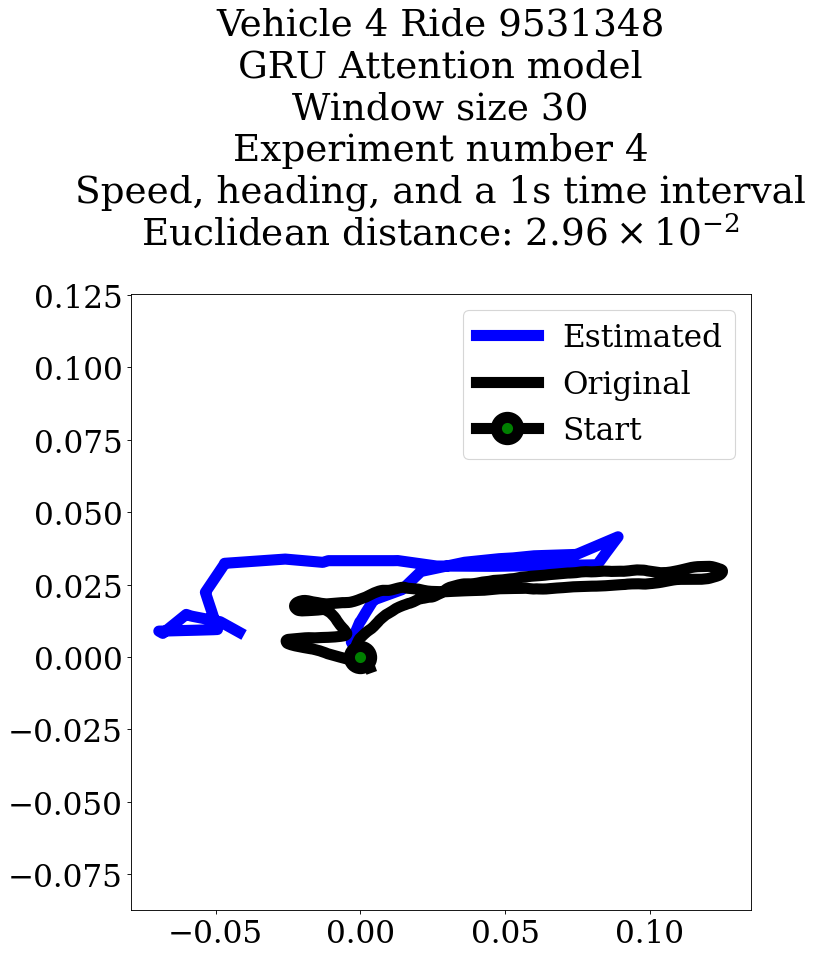 Vehicle 4 Ride 9531348
GRU Attention model
Window size 30
Experiment number 4
Speed, heading, and a 1s time interval
Euclidean distance: 2.96 × 10⁻²
0.125
0.100
0.075
0.050
0.025
0.000
−0.025
−0.050
−0.075
Estimated
Original
Start
−0.05 0.00 0.05 0.10